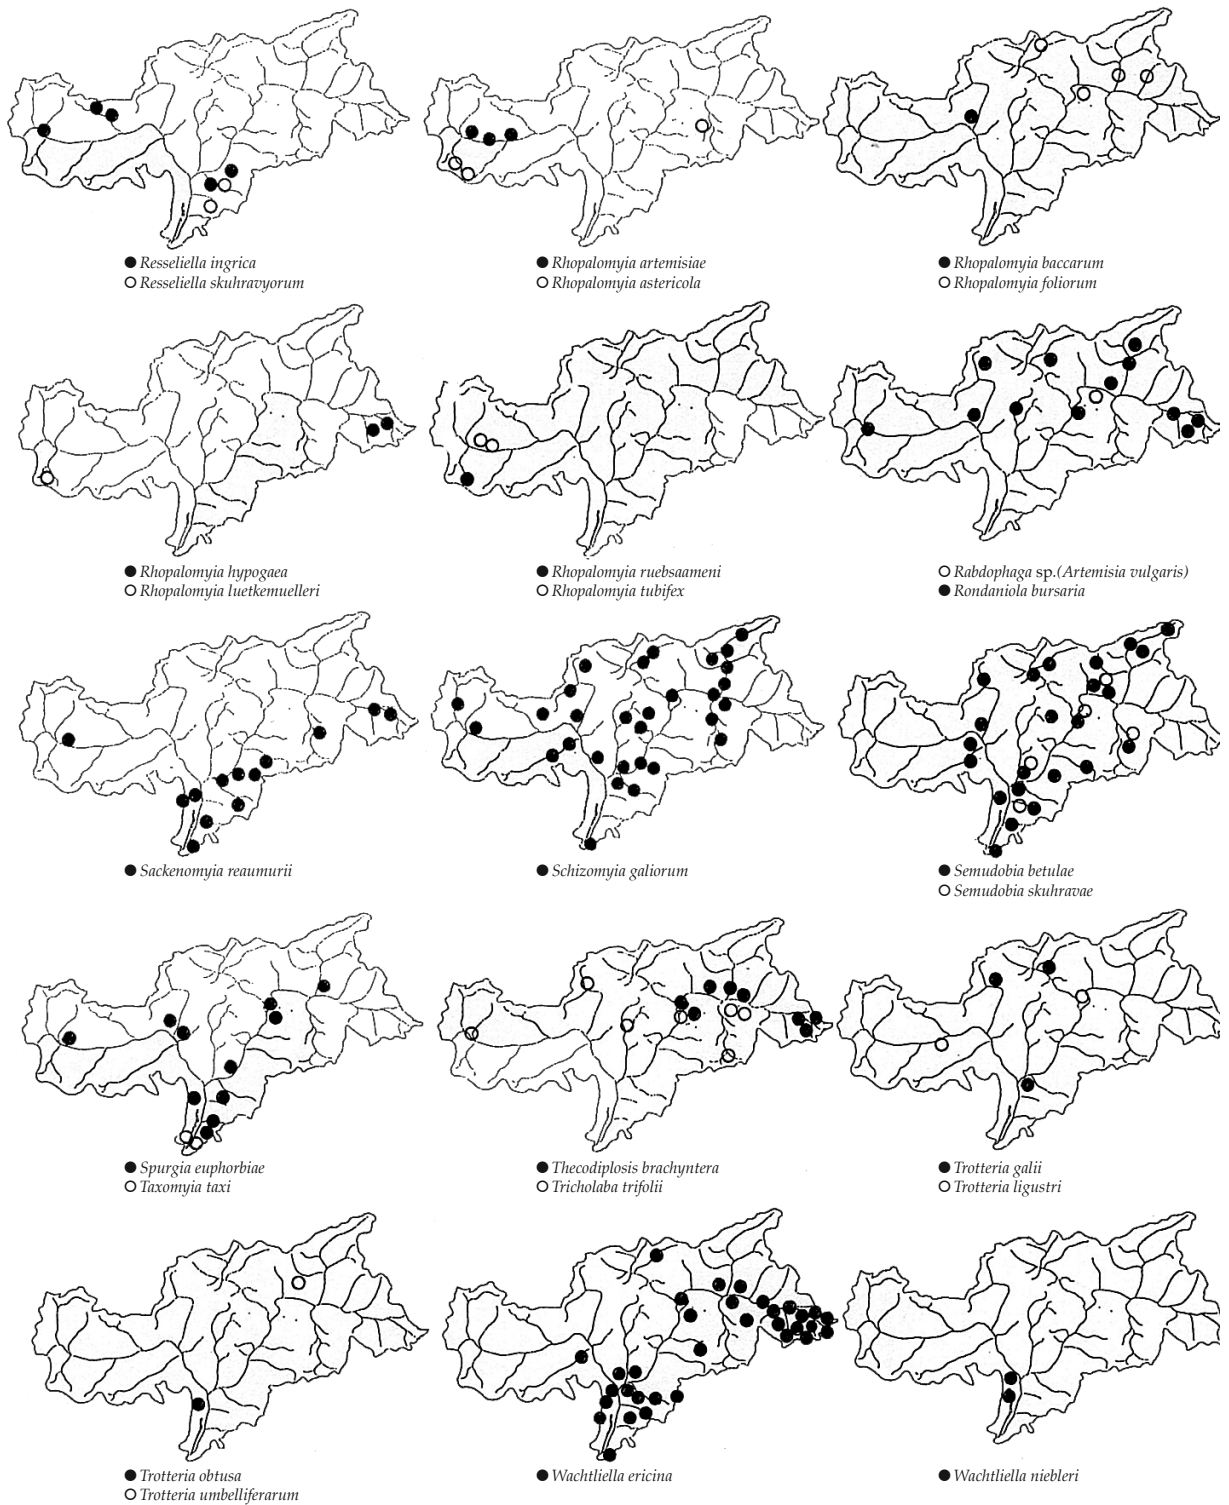 ● Resseliella ingrica
○ Resseliella skuhravyorum
● Rhopalomyia artemisiae
○ Rhopalomyia astericola
● Rhopalomyia baccarum
○ Rhopalomyia foliorum
● Rhopalomyia hypogaea
○ Rhopalomyia luetkemuelleri
● Rhopalomyia ruebsaameni
○ Rhopalomyia tubifex
○ Rabdophaga sp.(Artemisia vulgaris)
● Rondaniola bursaria
● Sackenomyia reaumurii
● Schizomyia galiorum
● Semudobia betulae
○ Semudobia skuhravae
● Spurgia euphorbiae
○ Taxomyia taxi
● Thecodiplosis brachyntera
○ Tricholaba trifolii
● Trotteria galii
○ Trotteria ligustri
● Trotteria obtusa
○ Trotteria umbelliferarum
● Wachtliella ericina
● Wachtliella niebleri